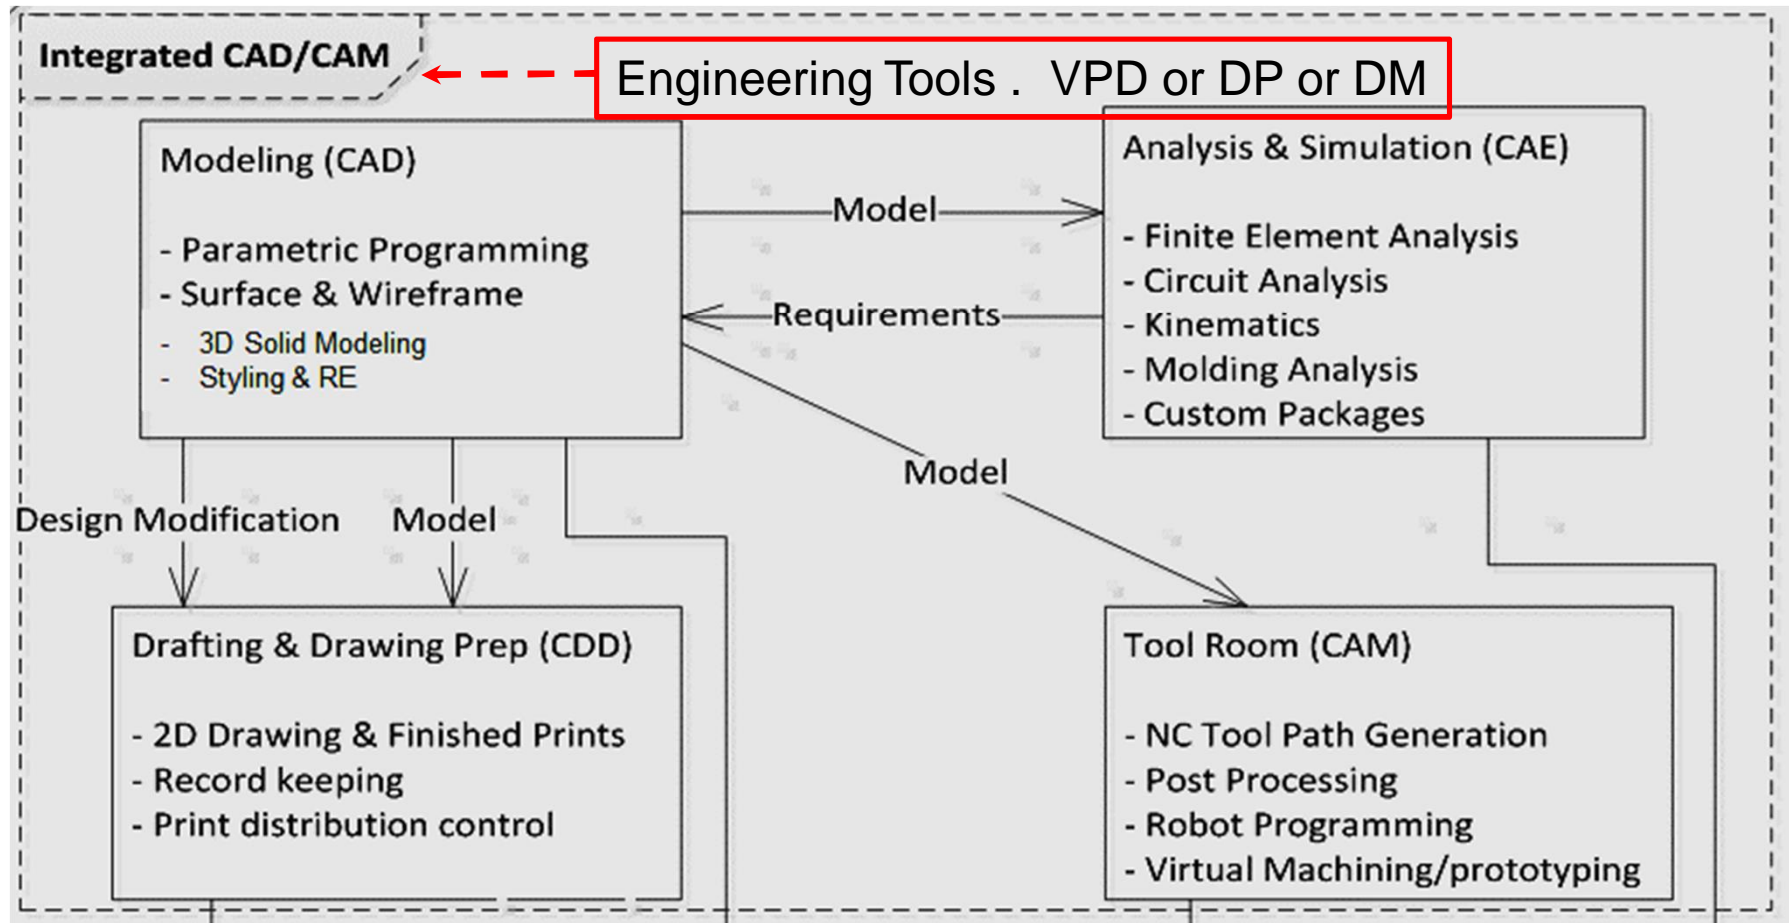 Integrated CAD/CAM
Engineering Tools . VPD or DP or DM
Modeling (CAD)
- Parametric Programming
- Surface & Wireframe
- 3D Solid Modeling
- Styling & RE
Model
Requirements
Analysis & Simulation (CAE)
- Finite Element Analysis
- Circuit Analysis
- Kinematics
- Molding Analysis
- Custom Packages
Model
Design Modification
Model
Drafting & Drawing Prep (CDD)
- 2D Drawing & Finished Prints
- Record keeping
- Print distribution control
Tool Room (CAM)
- NC Tool Path Generation
- Post Processing
- Robot Programming
- Virtual Machining/prototyping